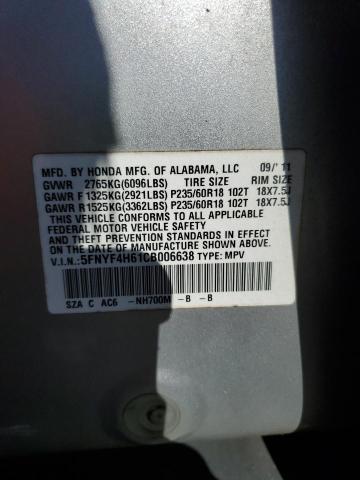 MFD. BY HONDA MFG. OF ALABAMA, LLC 09/'11
GVWR 2765KG(6096LBS) TIRE SIZE RIM SIZE
GAWR F 1325KG(2921LBS) P235/60R18 102T 18X7.5J
GAWR R 1525KG(3362LBS) P235/60R18 102T 18X7.5J
THIS VEHICLE CONFORMS TO ALL APPLICABLE
FEDERAL MOTOR VEHICLE SAFETY
AND THEFT PREVENTION STANDARDS IN EFFECT
ON THE DATE OF MANUFACTURE SHOWN ABOVE.
V.I.N.: 5FNYF4H61CB006638 TYPE: MPV
SZA C AC6 -NH700M -B -B